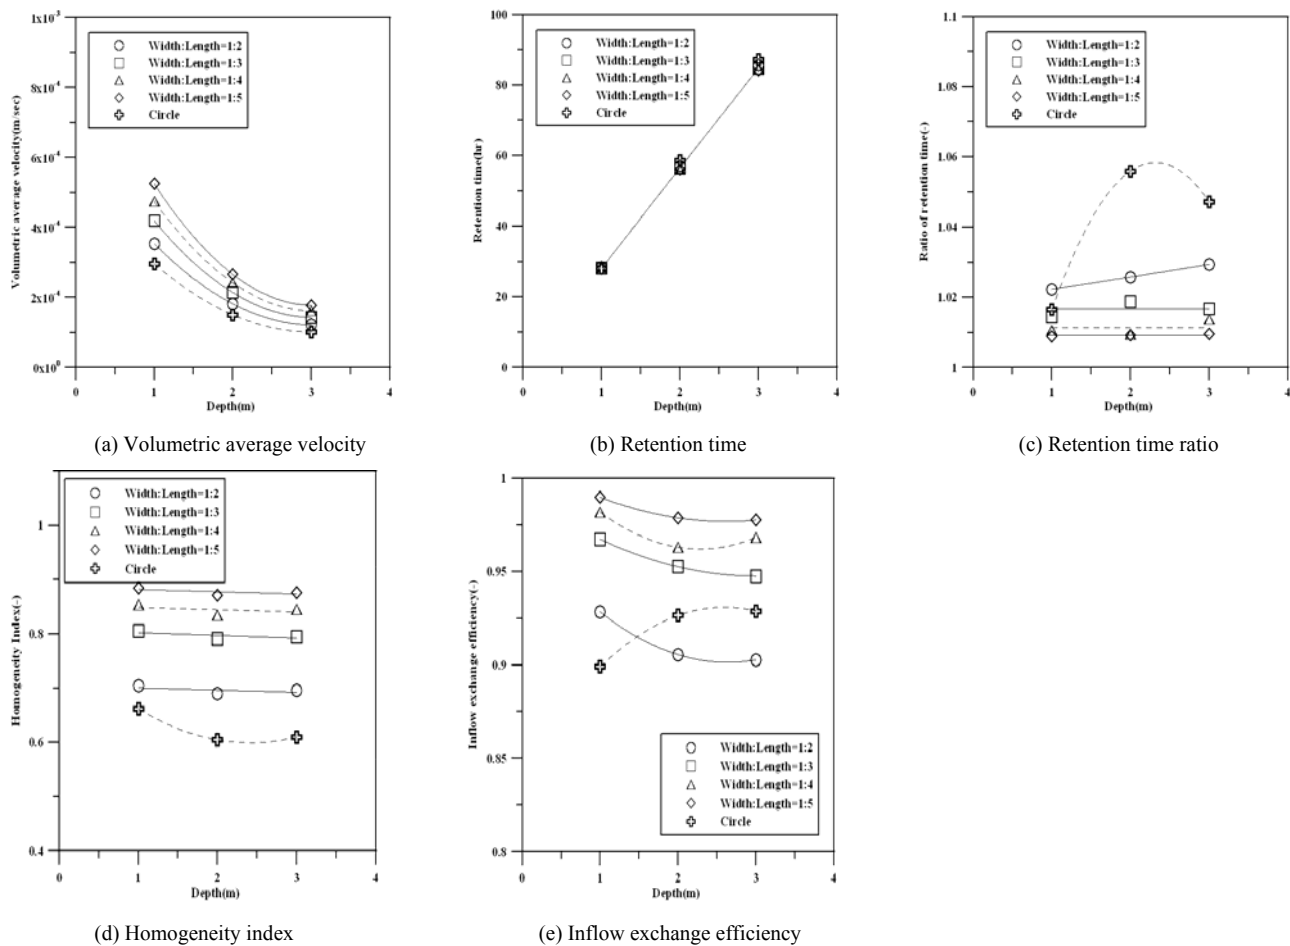 1x10⁻³
8x10⁻⁴
6x10⁻⁴
4x10⁻⁴
2x10⁻⁴
0x10⁰
Volumetric average velocity(m/sec)
Width:Length=1:2
Width:Length=1:3
Width:Length=1:4
Width:Length=1:5
Circle
0 1 2 3 4
Depth(m)
(a) Volumetric average velocity
100
80
60
40
20
0
Retention time(hr)
Width:Length=1:2
Width:Length=1:3
Width:Length=1:4
Width:Length=1:5
Circle
0 1 2 3 4
Depth(m)
(b) Retention time
1.1
1.08
1.06
1.04
1.02
1
Ratio of retention time(-)
Width:Length=1:2
Width:Length=1:3
Width:Length=1:4
Width:Length=1:5
Circle
0 1 2 3 4
Depth(m)
(c) Retention time ratio
1
0.8
0.6
0.4
Homogeneity Index(-)
Width:Length=1:2
Width:Length=1:3
Width:Length=1:4
Width:Length=1:5
Circle
0 1 2 3 4
Depth(m)
(d) Homogeneity index
1
0.95
0.9
0.85
0.8
Inflow exchange efficiency(-)
Width:Length=1:2
Width:Length=1:3
Width:Length=1:4
Width:Length=1:5
Circle
0 1 2 3 4
Depth(m)
(e) Inflow exchange efficiency